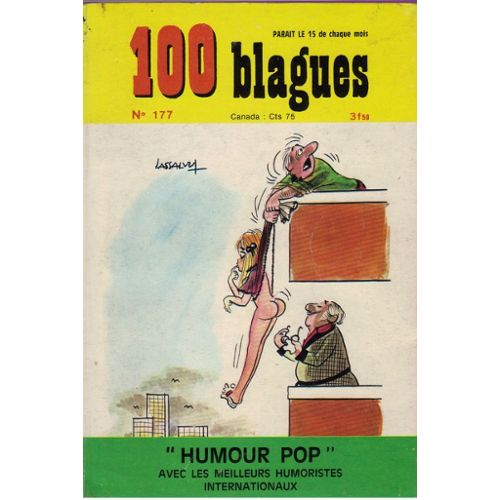 PARAIT LE 15 de chaque mois
100 blagues
N° 177
Canada : Cts 75
3f50
LASSALVY
" HUMOUR POP "
AVEC LES MEILLEURS HUMORISTES
INTERNATIONAUX